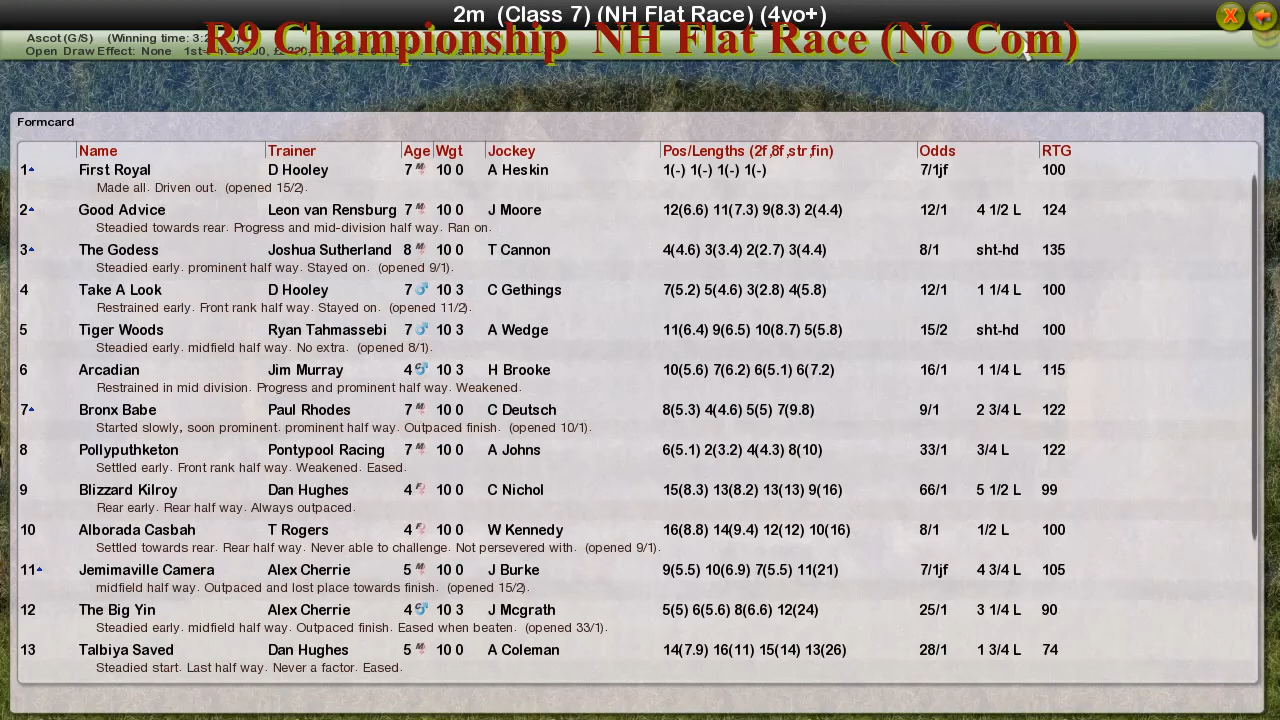 2m (Class 7) (NH Flat Race) (4yo+)
R9 Championship NH Flat Race (No Com)
Ascot(G/S) (Winning time: 3:2
Open Draw Effect: None 1st-
Formcard
Name Trainer Age Wgt Jockey Pos/Lengths (2f,8f,str,fin) Odds RTG
1 First Royal D Hooley 7 10 0 A Heskin 1(-) 1(-) 1(-) 1(-) 7/1jf 100
Made all. Driven out. (opened 15/2).
2 Good Advice Leon van Rensburg 7 10 0 J Moore 12(6.6) 11(7.3) 9(8.3) 2(4.4) 12/1 4 1/2 L 124
Steadied towards rear. Progress and mid-division half way. Ran on.
3 The Godess Joshua Sutherland 8 10 0 T Cannon 4(4.6) 3(3.4) 2(2.7) 3(4.4) 8/1 sht-hd 135
Steadied early. prominent half way. Stayed on. (opened 9/1).
4 Take A Look D Hooley 7 10 3 C Gethings 7(5.2) 5(4.6) 3(2.8) 4(5.8) 12/1 1 1/4 L 100
Restrained early. Front rank half way. Stayed on. (opened 11/2).
5 Tiger Woods Ryan Tahmassebi 7 10 3 A Wedge 11(6.4) 9(6.5) 10(8.7) 5(5.8) 15/2 sht-hd 100
Steadied early. midfield half way. No extra. (opened 8/1).
6 Arcadian Jim Murray 4 10 3 H Brooke 10(5.6) 7(6.2) 6(5.1) 6(7.2) 16/1 1 1/4 L 115
Restrained in mid division. Progress and prominent half way. Weakened.
7 Bronx Babe Paul Rhodes 7 10 0 C Deutsch 8(5.3) 4(4.6) 5(5) 7(9.8) 9/1 2 3/4 L 122
Started slowly, soon prominent. prominent half way. Outpaced finish. (opened 10/1).
8 Pollyputhketon Pontypool Racing 7 10 0 A Johns 6(5.1) 2(3.2) 4(4.3) 8(10) 33/1 3/4 L 122
Settled early. Front rank half way. Weakened. Eased.
9 Blizzard Kilroy Dan Hughes 4 10 0 C Nichol 15(8.3) 13(8.2) 13(13) 9(16) 66/1 5 1/2 L 99
Rear early. Rear half way. Always outpaced.
10 Alborada Casbah T Rogers 4 10 0 W Kennedy 16(8.8) 14(9.4) 12(12) 10(16) 8/1 1/2 L 100
Settled towards rear. Rear half way. Never able to challenge. Not persevered with. (opened 9/1).
11 Jemimaville Camera Alex Cherrie 5 10 0 J Burke 9(5.5) 10(6.9) 7(5.5) 11(21) 7/1jf 4 3/4 L 105
midfield half way. Outpaced and lost place towards finish. (opened 15/2).
12 The Big Yin Alex Cherrie 4 10 3 J Mcgrath 5(5) 6(5.6) 8(6.6) 12(24) 25/1 3 1/4 L 90
Steadied early. midfield half way. Outpaced finish. Eased when beaten. (opened 33/1).
13 Talbiya Saved Dan Hughes 5 10 0 A Coleman 14(7.9) 16(11) 15(14) 13(26) 28/1 1 3/4 L 74
Steadied start. Last half way. Never a factor. Eased.